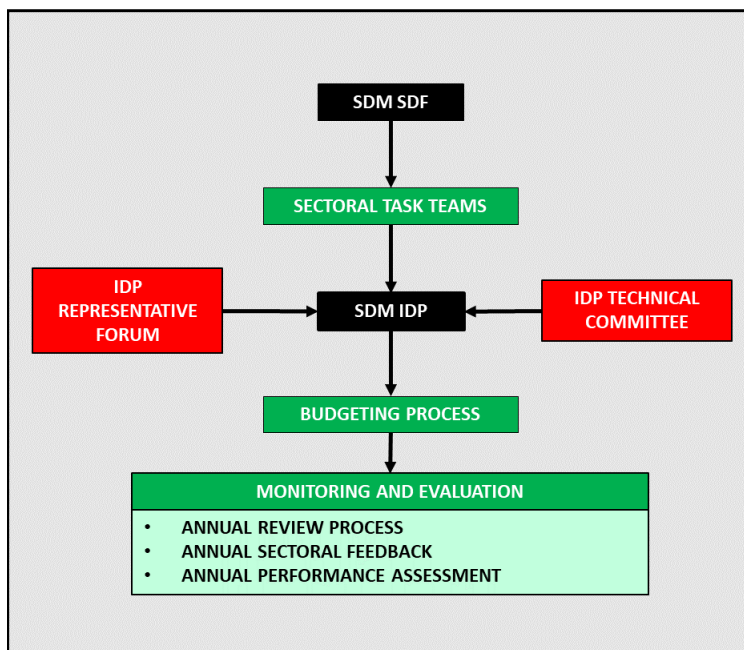 SDM SDF
SECTORAL TASK TEAMS
IDP
REPRESENTATIVE
FORUM
SDM IDP
IDP TECHNICAL
COMMITTEE
BUDGETING PROCESS
MONITORING AND EVALUATION
• ANNUAL REVIEW PROCESS
• ANNUAL SECTORAL FEEDBACK
• ANNUAL PERFORMANCE ASSESSMENT